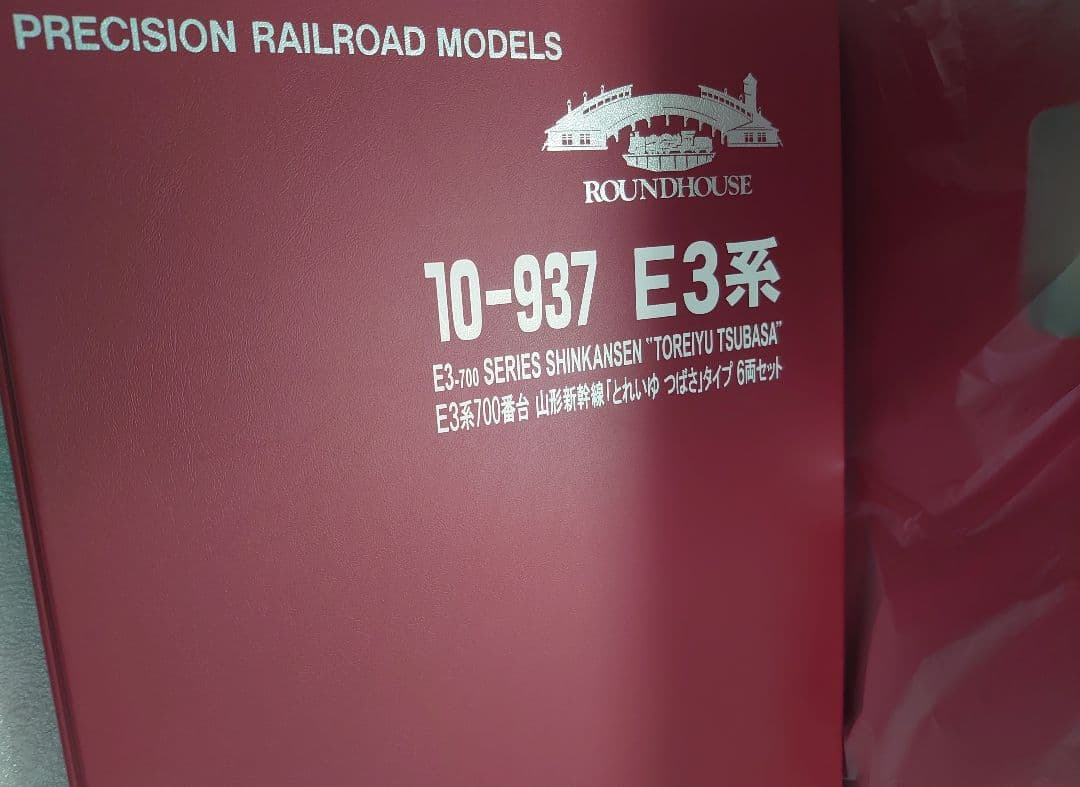 PRECISION RAILROAD MODELS
ROUNDHOUSE
10-937 E3系
E3-700 SERIES SHINKANSEN "TOREIYU TSUBASA"
E3系700番台 山形新幹線「とれいゆ つばさ」タイプ 6両セット